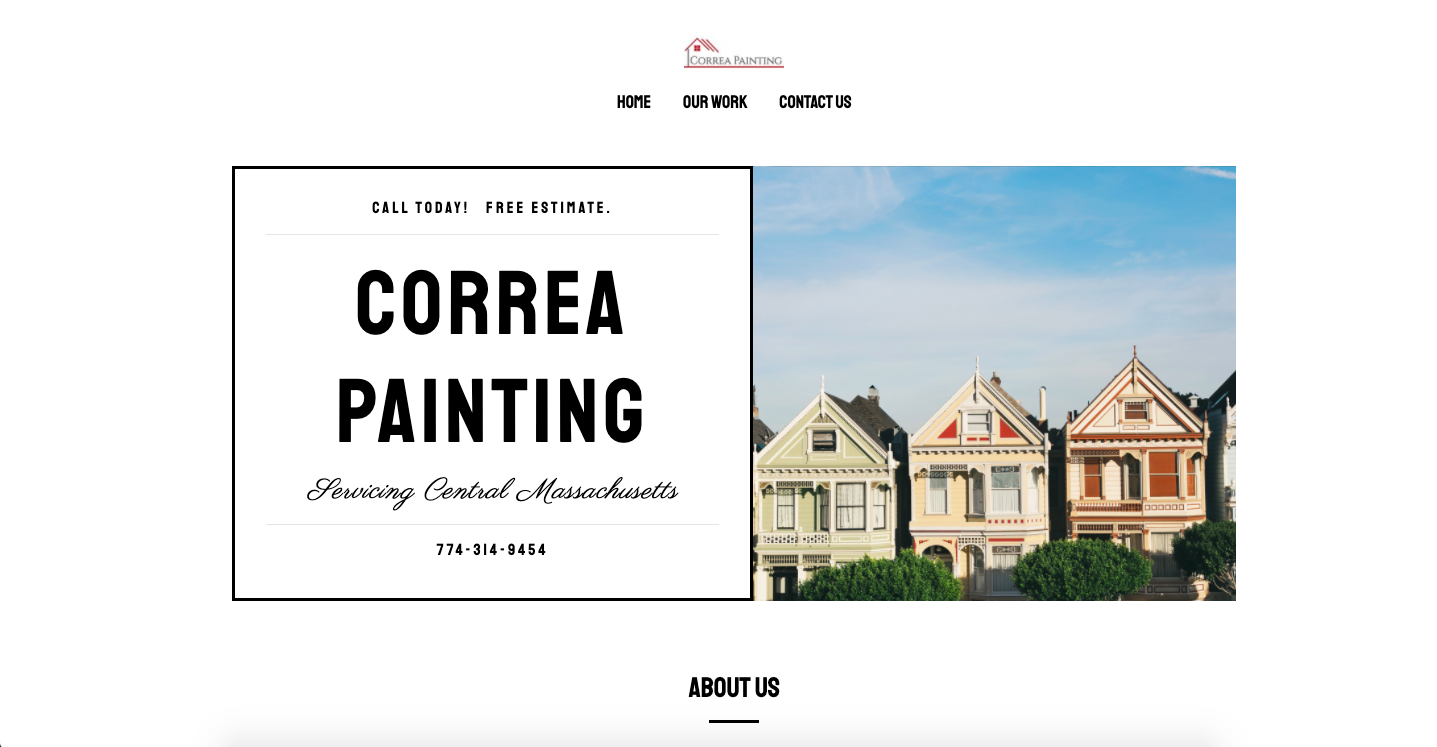 CORREA PAINTING
HOME OUR WORK CONTACT US
CALL TODAY! FREE ESTIMATE.
CORREA
PAINTING
Servicing Central Massachusetts
774-314-9454
ABOUT US